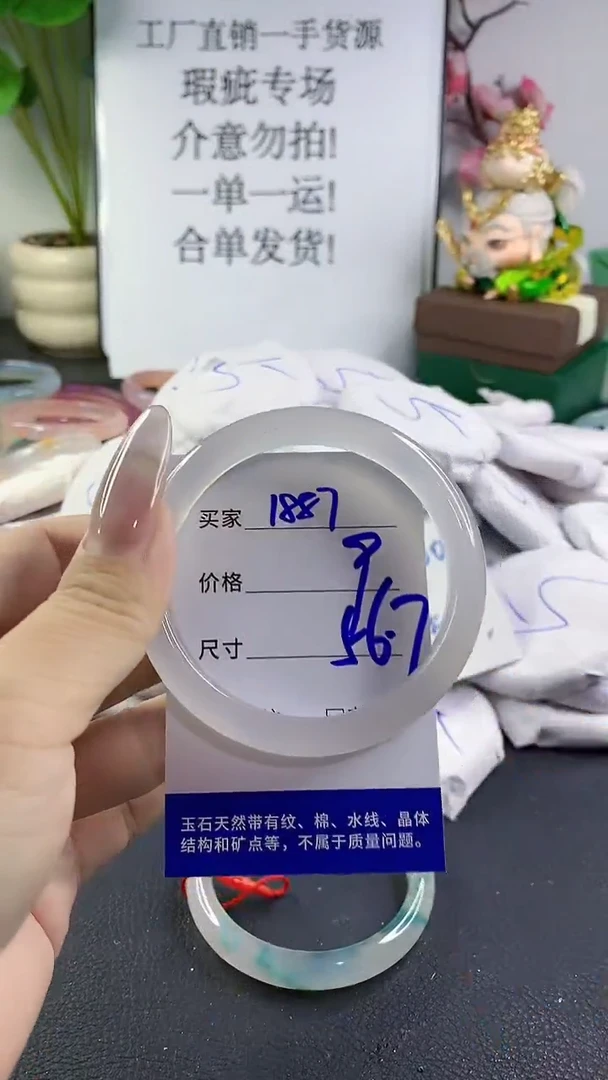 工厂直销一手货源
瑕疵专场
介意勿拍!
一单一运!
合单发货!
买家 1887
价格
尺寸 56.7
玉石天然带有纹、棉、水线、晶体
结构和矿点等，不属于质量问题。